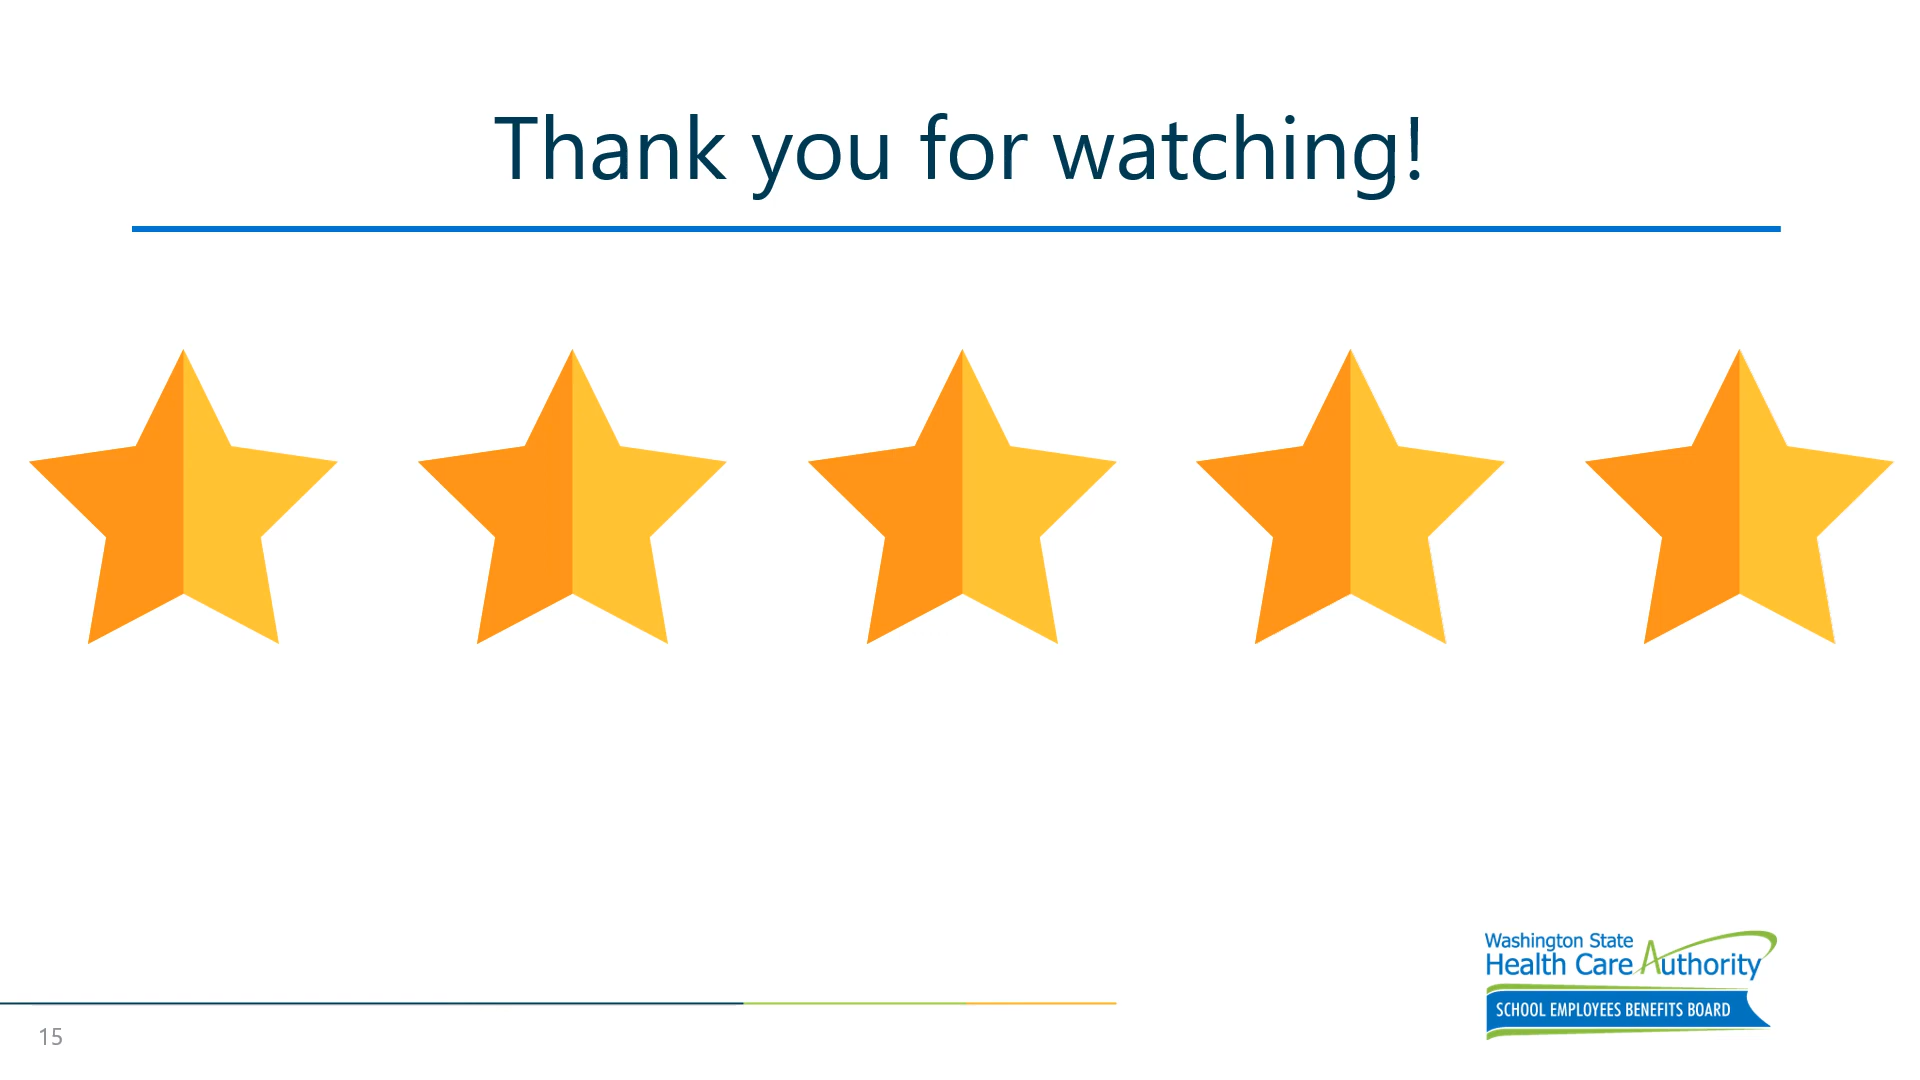 Thank you for watching!
Washington State
Health Care Authority
SCHOOL EMPLOYEES BENEFITS BOARD
15